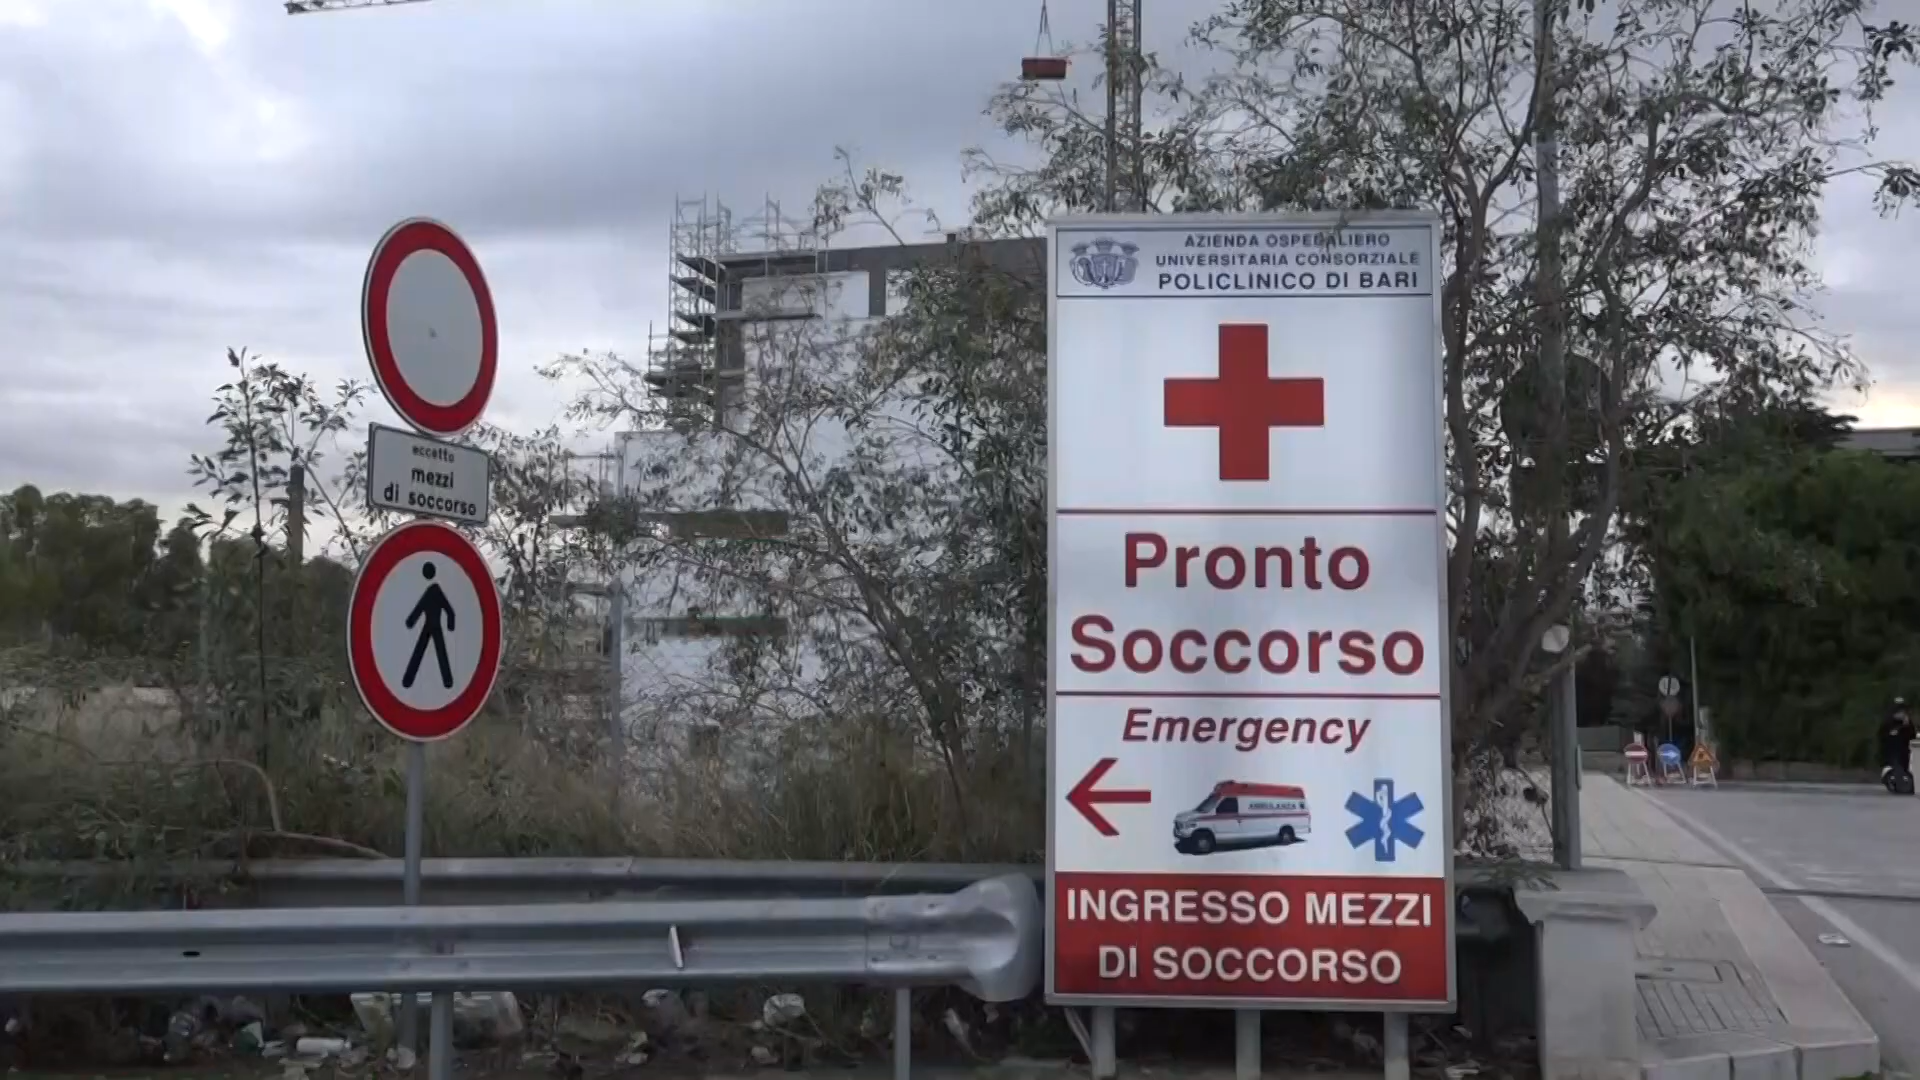 eccetto
mezzi
di soccorso
AZIENDA OSPEDALIERO
UNIVERSITARIA CONSORZIALE
POLICLINICO DI BARI
Pronto
Soccorso
Emergency
AMBULANZA
INGRESSO MEZZI
DI SOCCORSO